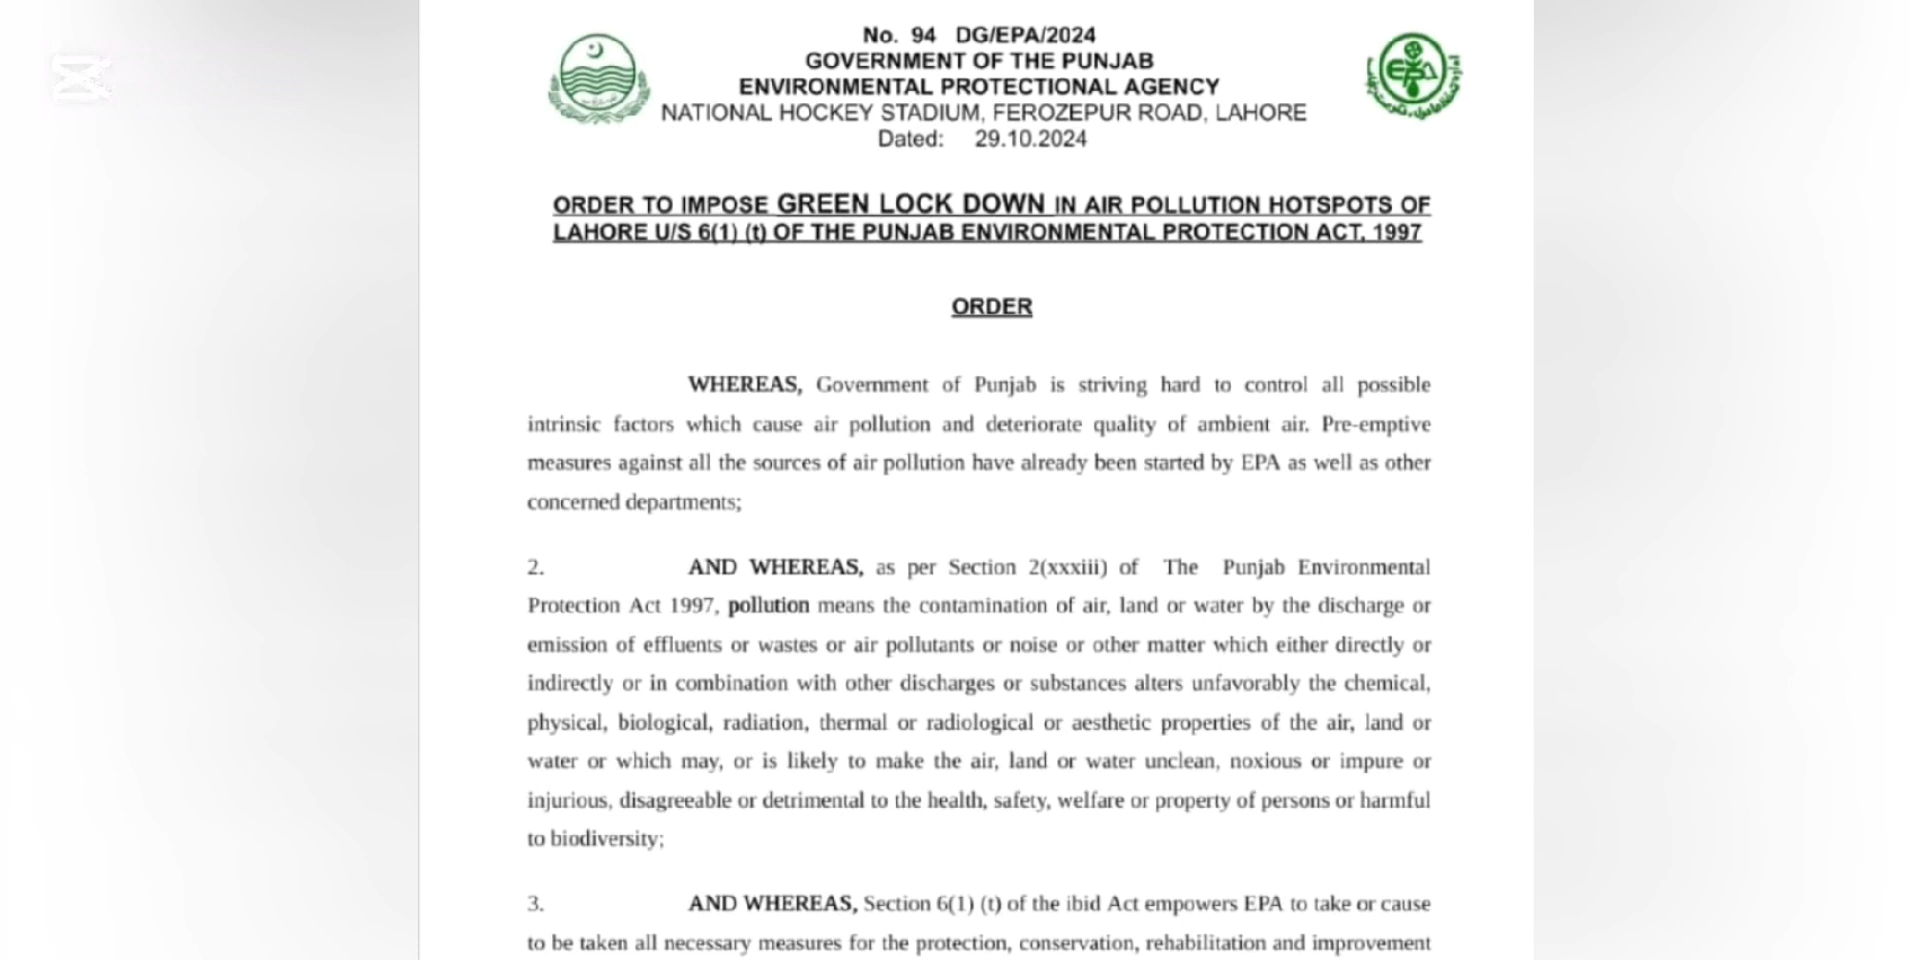 No. 94 DG/EPA/2024
GOVERNMENT OF THE PUNJAB
ENVIRONMENTAL PROTECTIONAL AGENCY
NATIONAL HOCKEY STADIUM, FEROZEPUR ROAD, LAHORE
Dated: 29.10.2024
EPA
ORDER TO IMPOSE GREEN LOCK DOWN IN AIR POLLUTION HOTSPOTS OF
LAHORE U/S 6(1) (t) OF THE PUNJAB ENVIRONMENTAL PROTECTION ACT, 1997
ORDER
WHEREAS, Government of Punjab is striving hard to control all possible
intrinsic factors which cause air pollution and deteriorate quality of ambient air. Pre-emptive
measures against all the sources of air pollution have already been started by EPA as well as other
concerned departments;
2. AND WHEREAS, as per Section 2(xxxiii) of The Punjab Environmental
Protection Act 1997, pollution means the contamination of air, land or water by the discharge or
emission of effluents or wastes or air pollutants or noise or other matter which either directly or
indirectly or in combination with other discharges or substances alters unfavorably the chemical,
physical, biological, radiation, thermal or radiological or aesthetic properties of the air, land or
water or which may, or is likely to make the air, land or water unclean, noxious or impure or
injurious, disagreeable or detrimental to the health, safety, welfare or property of persons or harmful
to biodiversity;
3. AND WHEREAS, Section 6(1) (t) of the ibid Act empowers EPA to take or cause
to be taken all necessary measures for the protection, conservation, rehabilitation and improvement